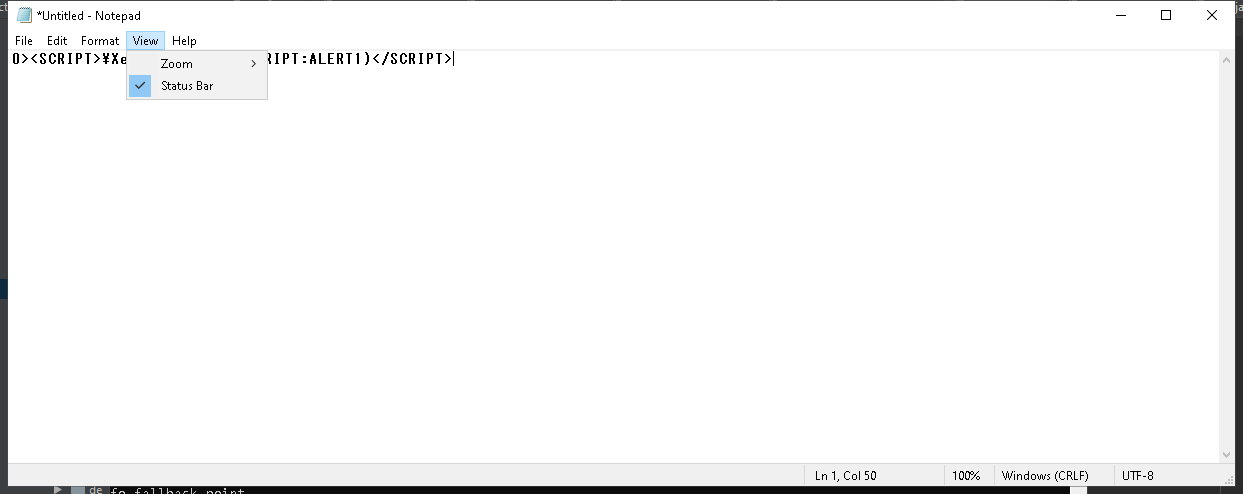 *Untitled - Notepad
File Edit Format View Help
0><SCRIPT>¥Xe RIPT:ALERT1)</SCRIPT>
Zoom
Status Bar
Ln 1, Col 50 100% Windows (CRLF) UTF-8
de fo fallback point